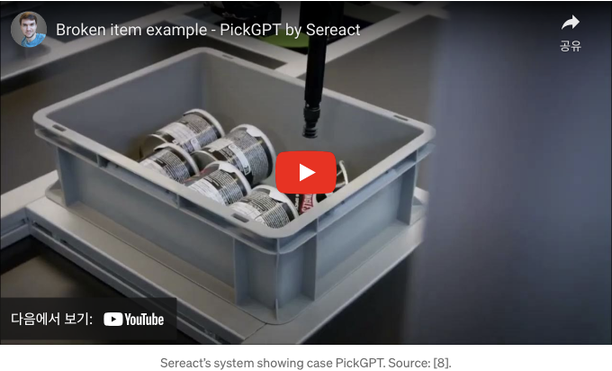 Broken item example - PickGPT by Sereact
공유
다음에서 보기: YouTube
Sereact's system showing case PickGPT. Source: [8].